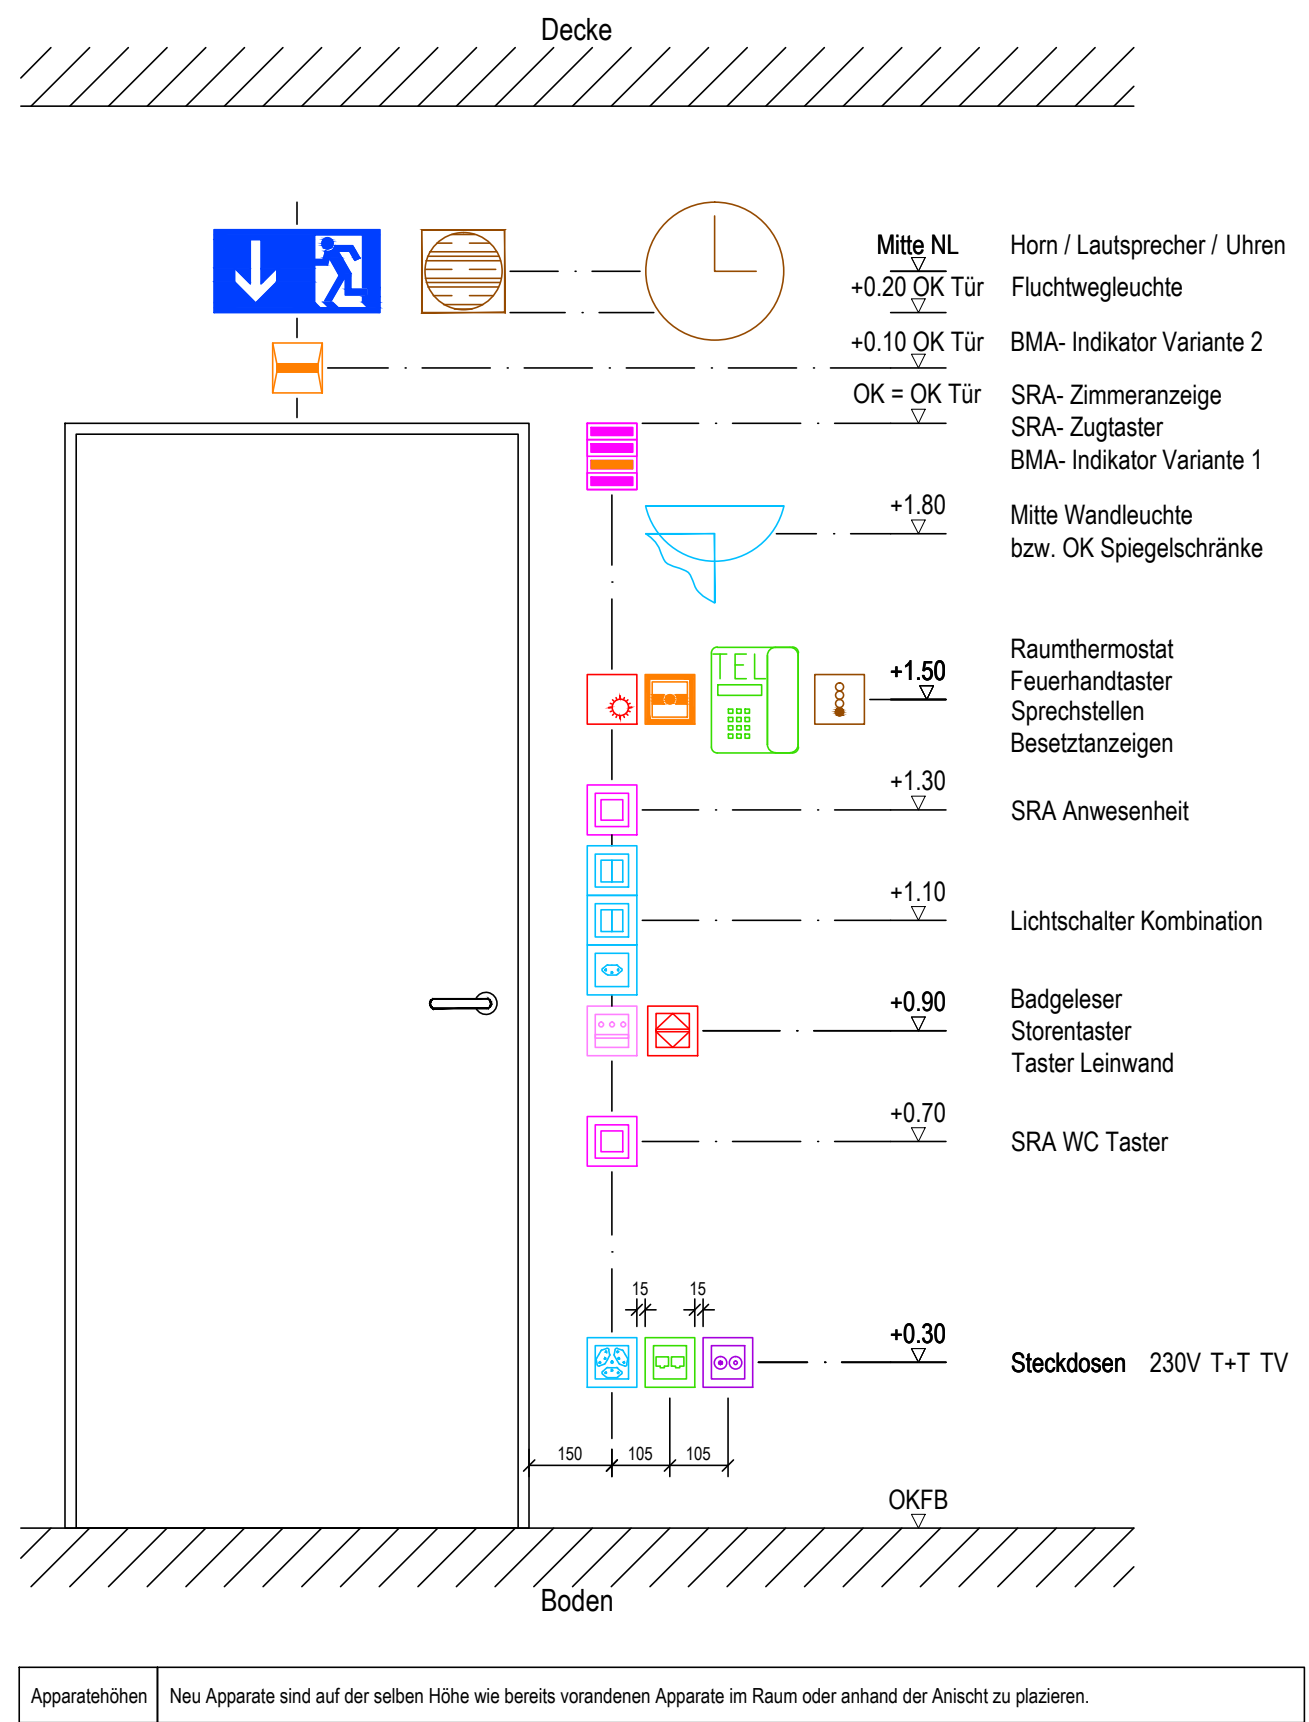 Decke
Mitte NL Horn / Lautsprecher / Uhren
+0.20 OK Tür Fluchtwegleuchte
+0.10 OK Tür BMA- Indikator Variante 2
OK = OK Tür SRA- Zimmeranzeige
SRA- Zugtaster
BMA- Indikator Variante 1
+1.80 Mitte Wandleuchte
bzw. OK Spiegelschränke
TEL
+1.50 Raumthermostat
Feuerhandtaster
Sprechstellen
Besetztanzeigen
+1.30 SRA Anwesenheit
+1.10 Lichtschalter Kombination
+0.90 Badgeleser
Storentaster
Taster Leinwand
+0.70 SRA WC Taster
15 15
+0.30 Steckdosen 230V T+T TV
150 105 105
OKFB
Boden
Apparatehöhen Neu Apparate sind auf der selben Höhe wie bereits vorandenen Apparate im Raum oder anhand der Anischt zu plazieren.